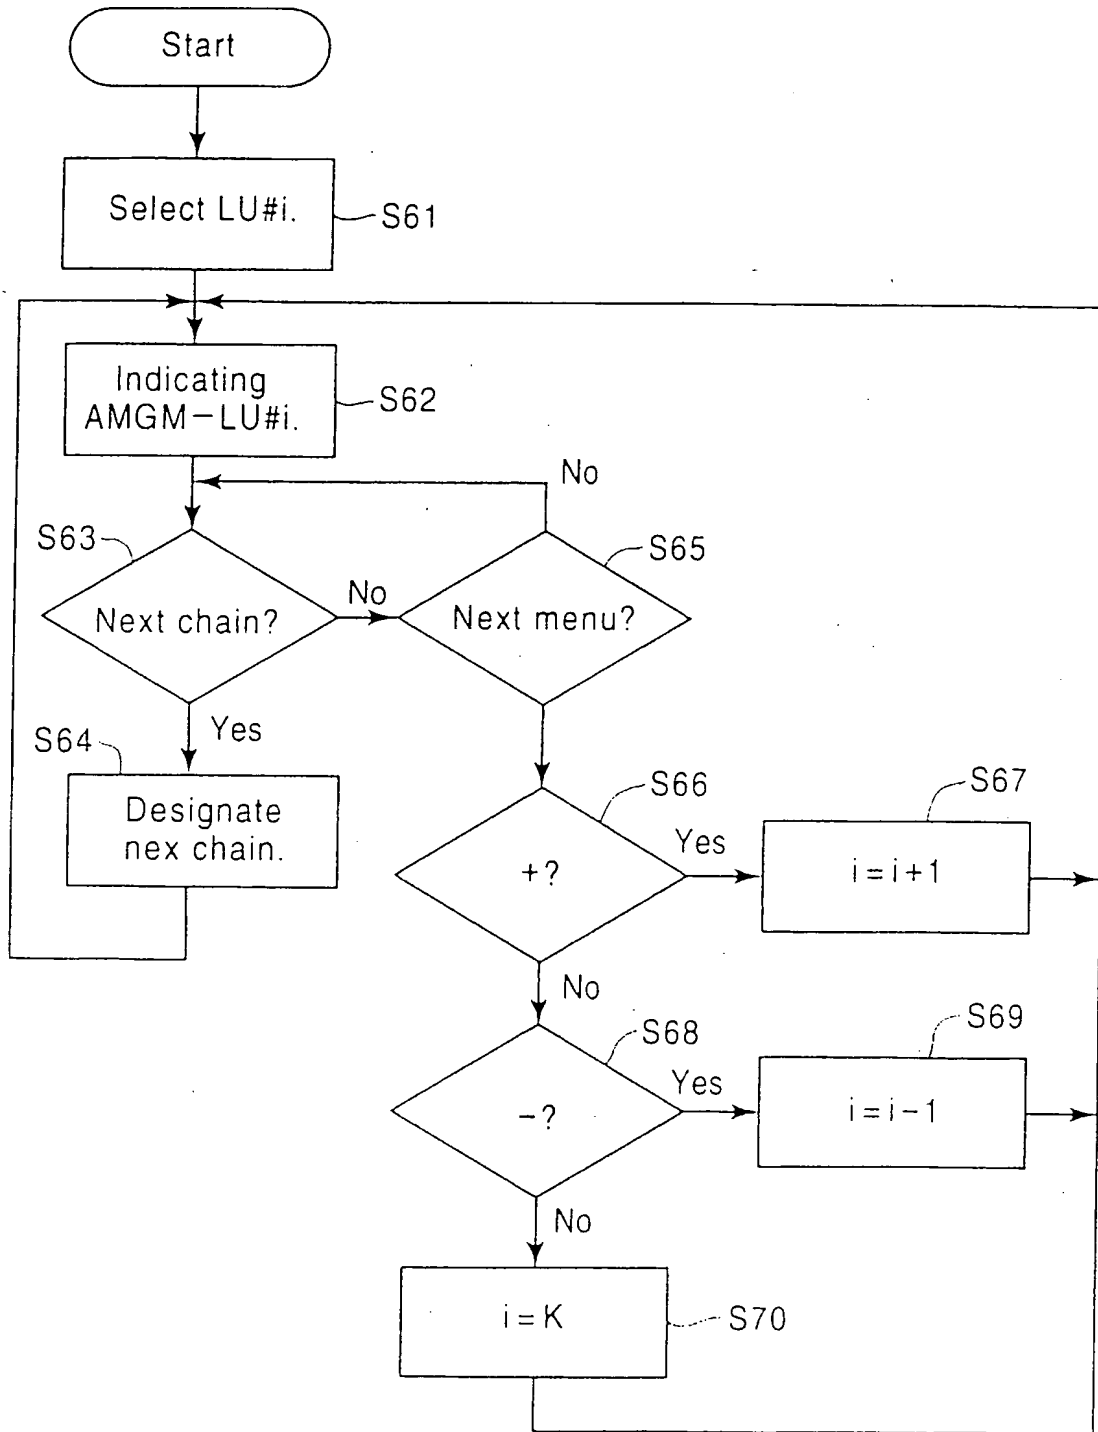 Start
Select LU#i.
S61
Indicating
AMGM-LU#i.
S62
No
S63
S65
Next chain?
No
Next menu?
Yes
S64
Designate
nex chain.
S66
S67
+?
Yes
i=i+1
No
S68
S69
-?
Yes
i=i-1
No
i=K
S70